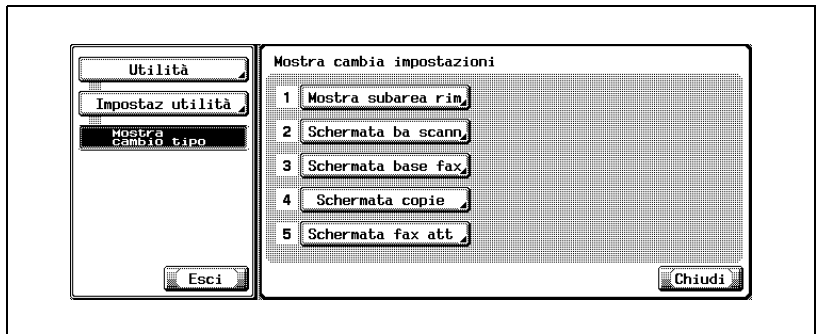 Utilità
Impostaz utilità
Mostra
cambio tipo
Esci
Mostra cambia impostazioni
1 Mostra subarea rim
2 Schermata ba scann
3 Schermata base fax
4 Schermata copie
5 Schermata fax att
Chiudi